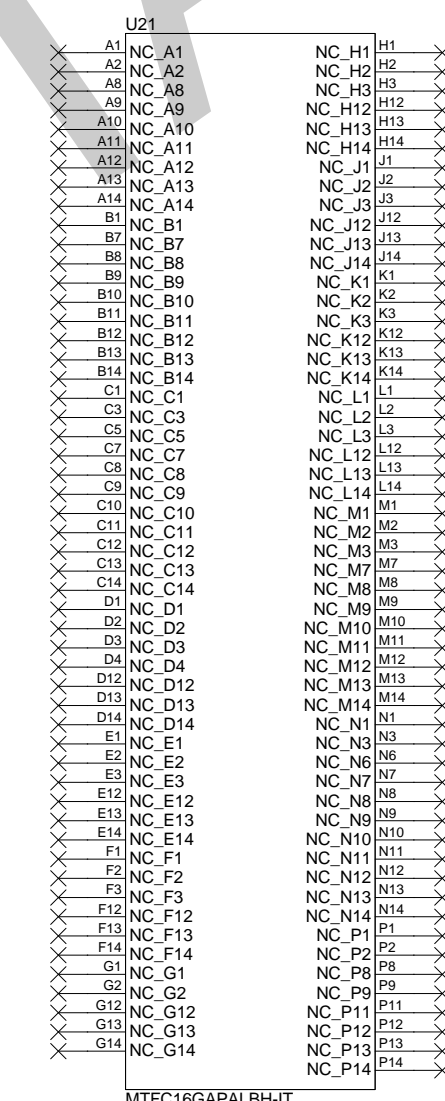 U21
A1 NC_A1 NC_H1 H1
A2 NC_A2 NC_H2 H2
A8 NC_A8 NC_H3 H3
A9 NC_A9 NC_H12 H12
A10 NC_A10 NC_H13 H13
A11 NC_A11 NC_H14 H14
A12 NC_A12 NC_J1 J1
A13 NC_A13 NC_J2 J2
A14 NC_A14 NC_J3 J3
B1 NC_B1 NC_J12 J12
B7 NC_B7 NC_J13 J13
B8 NC_B8 NC_J14 J14
B9 NC_B9 NC_K1 K1
B10 NC_B10 NC_K2 K2
B11 NC_B11 NC_K3 K3
B12 NC_B12 NC_K12 K12
B13 NC_B13 NC_K13 K13
B14 NC_B14 NC_K14 K14
C1 NC_C1 NC_L1 L1
C3 NC_C3 NC_L2 L2
C5 NC_C5 NC_L3 L3
C7 NC_C7 NC_L12 L12
C8 NC_C8 NC_L13 L13
C9 NC_C9 NC_L14 L14
C10 NC_C10 NC_M1 M1
C11 NC_C11 NC_M2 M2
C12 NC_C12 NC_M3 M3
C13 NC_C13 NC_M7 M7
C14 NC_C14 NC_M8 M8
D1 NC_D1 NC_M9 M9
D2 NC_D2 NC_M10 M10
D3 NC_D3 NC_M11 M11
D4 NC_D4 NC_M12 M12
D12 NC_D12 NC_M13 M13
D13 NC_D13 NC_M14 M14
D14 NC_D14 NC_N1 N1
E1 NC_E1 NC_N3 N3
E2 NC_E2 NC_N6 N6
E3 NC_E3 NC_N7 N7
E12 NC_E12 NC_N8 N8
E13 NC_E13 NC_N9 N9
E14 NC_E14 NC_N10 N10
F1 NC_F1 NC_N11 N11
F2 NC_F2 NC_N12 N12
F3 NC_F3 NC_N13 N13
F12 NC_F12 NC_N14 N14
F13 NC_F13 NC_P1 P1
F14 NC_F14 NC_P2 P2
G1 NC_G1 NC_P8 P8
G2 NC_G2 NC_P9 P9
G12 NC_G12 NC_P11 P11
G13 NC_G13 NC_P12 P12
G14 NC_G14 NC_P13 P13
NC_P14 P14
MTFC16GAPALBH-IT